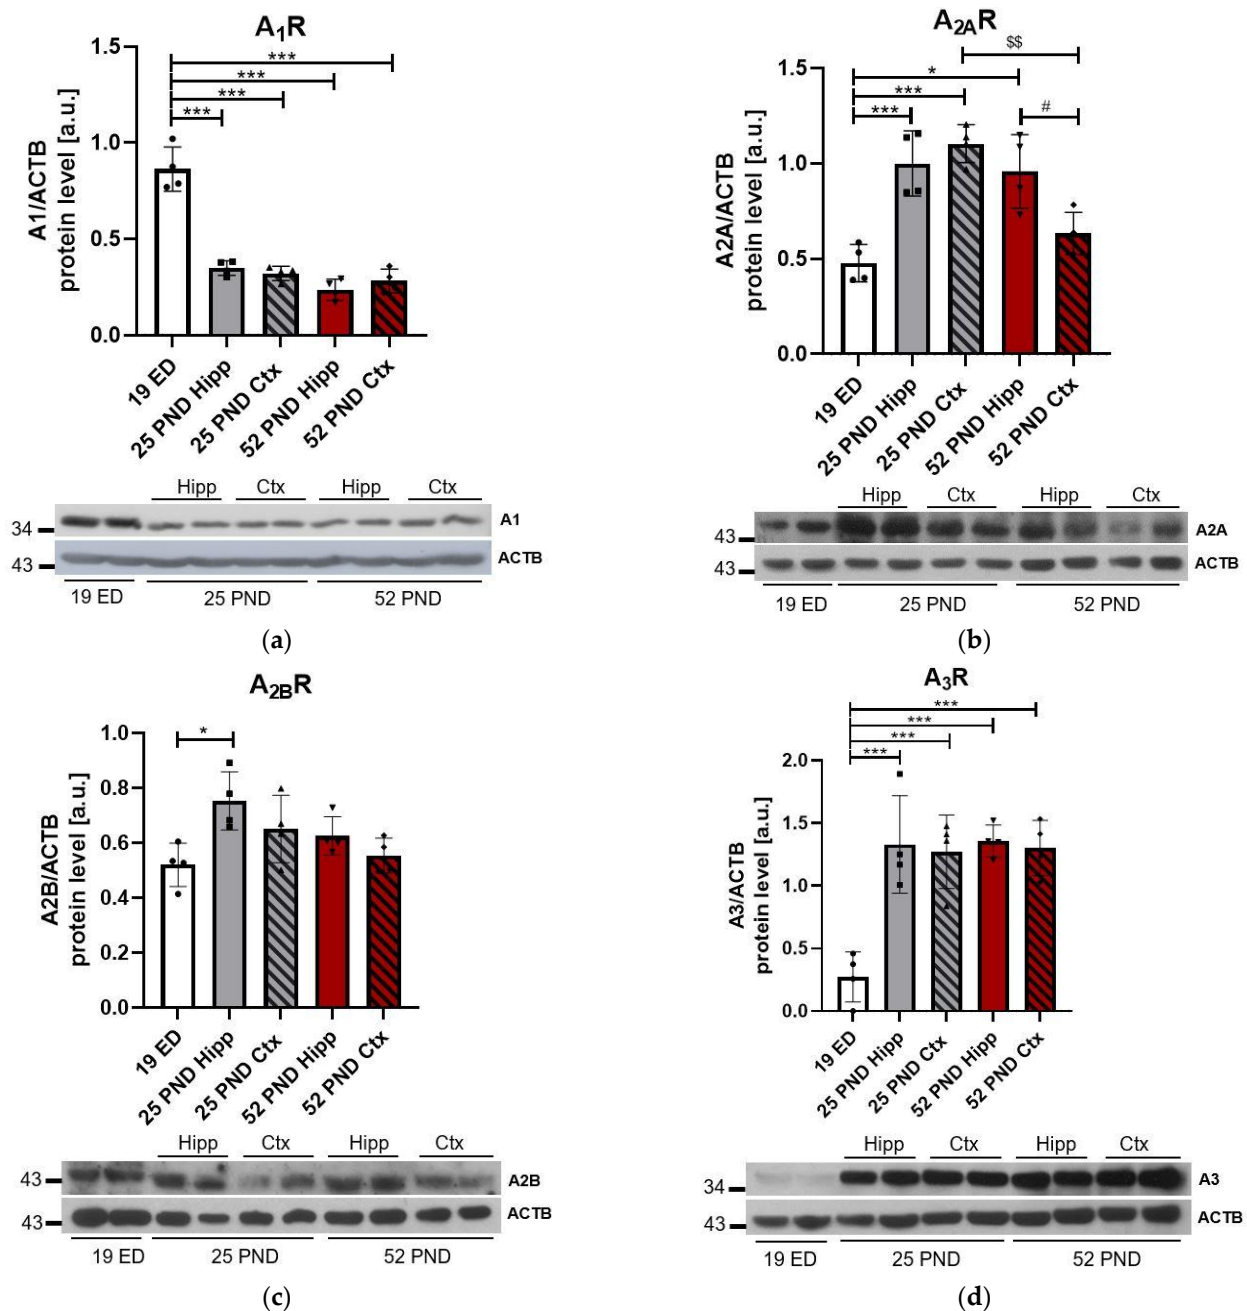 A1R
***
***
***
***
A1/ACTB
protein level [a.u.]
1.5
1.0
0.5
0.0
19 ED
25 PND Hipp
25 PND Ctx
52 PND Hipp
52 PND Ctx
Hipp Ctx Hipp Ctx
34 A1
43 ACTB
19 ED 25 PND 52 PND
(a)
A2AR
$$
*
***
#
***
A2A/ACTB
protein level [a.u.]
1.5
1.0
0.5
0.0
19 ED
25 PND Hipp
25 PND Ctx
52 PND Hipp
52 PND Ctx
Hipp Ctx Hipp Ctx
43 A2A
43 ACTB
19 ED 25 PND 52 PND
(b)
A2BR
*
A2B/ACTB
protein level [a.u.]
1.0
0.8
0.6
0.4
0.2
0.0
19 ED
25 PND Hipp
25 PND Ctx
52 PND Hipp
52 PND Ctx
Hipp Ctx Hipp Ctx
43 A2B
43 ACTB
19 ED 25 PND 52 PND
(c)
A3R
***
***
***
***
A3/ACTB
protein level [a.u.]
2.0
1.5
1.0
0.5
0.0
19 ED
25 PND Hipp
25 PND Ctx
52 PND Hipp
52 PND Ctx
Hipp Ctx Hipp Ctx
34 A3
43 ACTB
19 ED 25 PND 52 PND
(d)